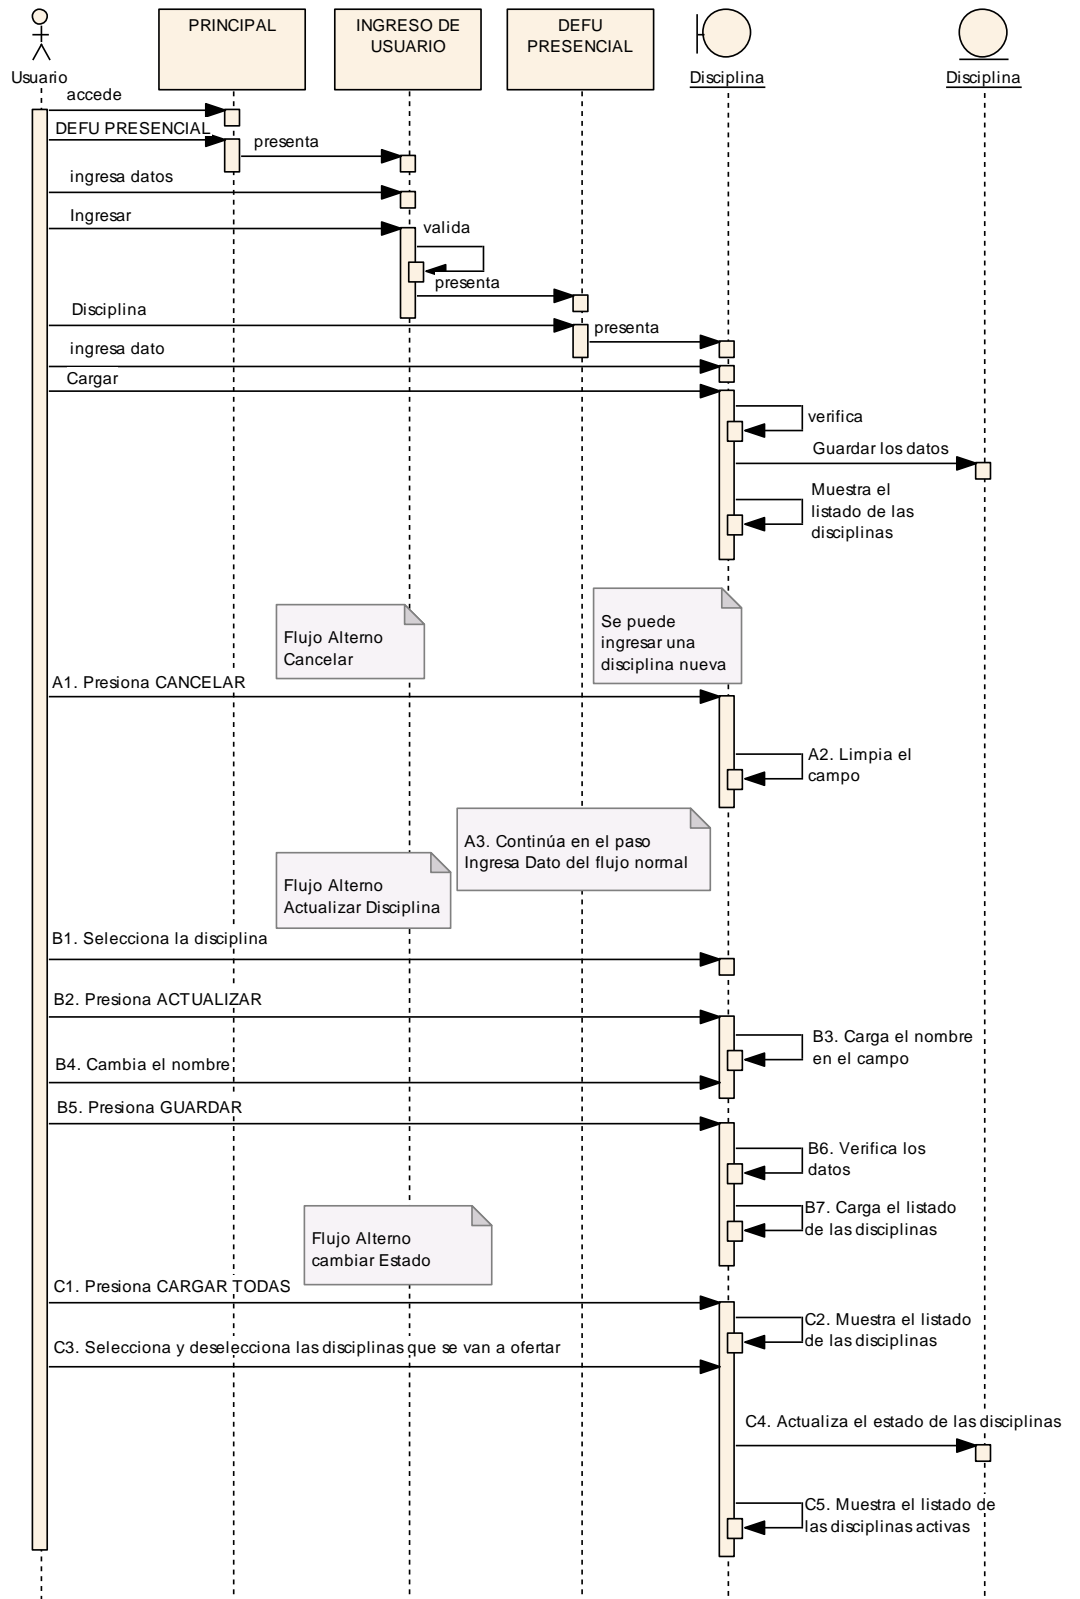 PRINCIPAL
INGRESO DE
USUARIO
DEFU
PRESENCIAL
Usuario
Disciplina
Disciplina
accede
DEFU PRESENCIAL
presenta
ingresa datos
Ingresar
valida
presenta
Disciplina
presenta
ingresa dato
Cargar
verifica
Guardar los datos
Muestra el
listado de las
disciplinas
Flujo Alterno
Cancelar
Se puede
ingresar una
disciplina nueva
A1. Presiona CANCELAR
A2. Limpia el
campo
A3. Continúa en el paso
Ingresa Dato del flujo normal
Flujo Alterno
Actualizar Disciplina
B1. Selecciona la disciplina
B2. Presiona ACTUALIZAR
B3. Carga el nombre
en el campo
B4. Cambia el nombre
B5. Presiona GUARDAR
B6. Verifica los
datos
B7. Carga el listado
de las disciplinas
Flujo Alterno
cambiar Estado
C1. Presiona CARGAR TODAS
C2. Muestra el listado
de las disciplinas
C3. Selecciona y deselecciona las disciplinas que se van a ofertar
C4. Actualiza el estado de las disciplinas
C5. Muestra el listado de
las disciplinas activas